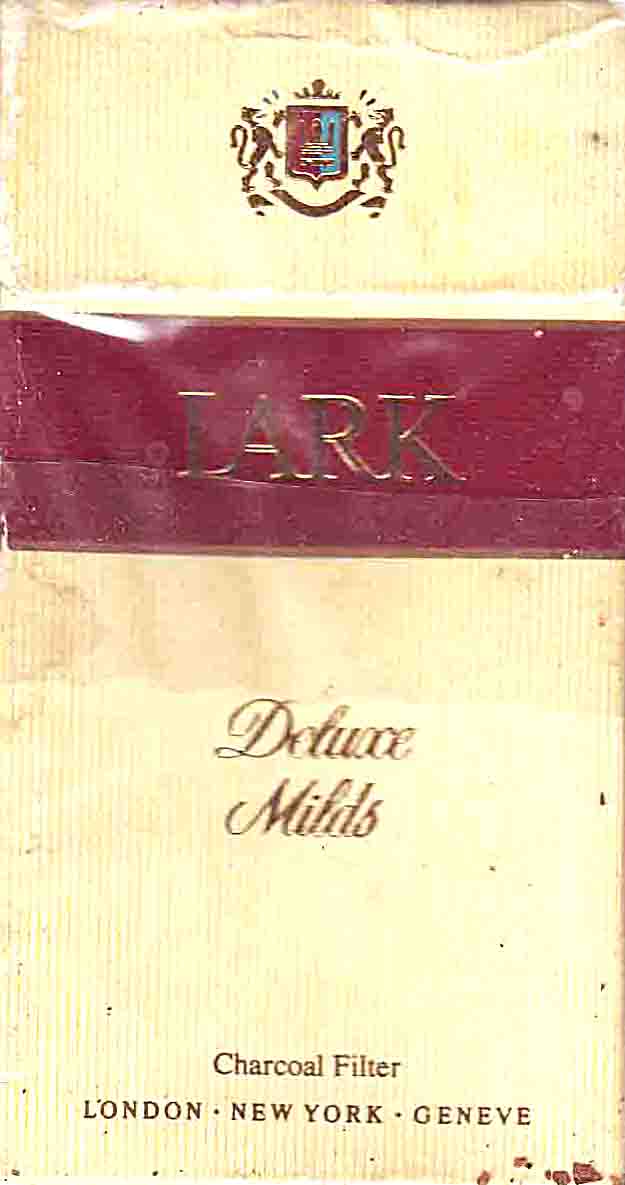 LARK
Deluxe
Milds
Charcoal Filter
LONDON · NEW YORK · GENEVE